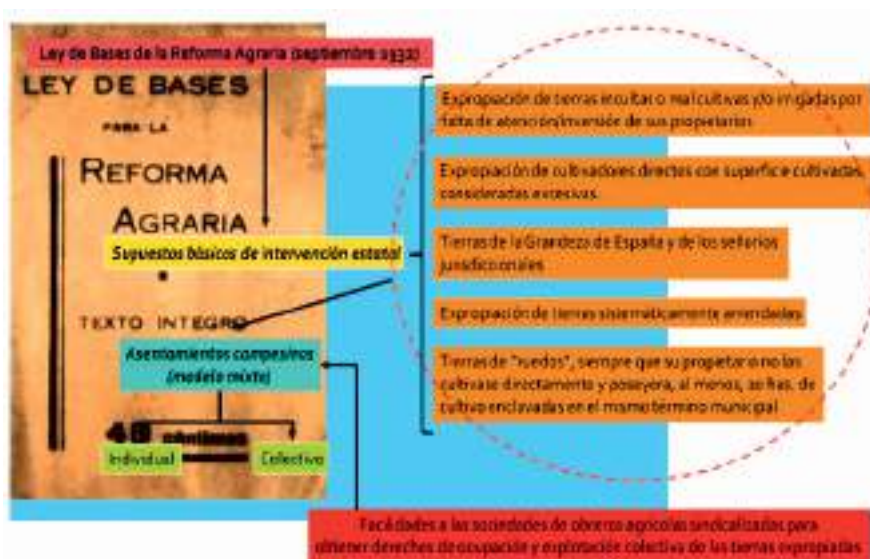 Ley de Bases de la Reforma Agraria (septiembre 1932)
LEY DE BASES
PARA LA
REFORMA
AGRARIA
Supuestos básicos de intervención estatal
TEXTO INTEGRO
Asentamientos campesinos
(modelo mixto)
céntimos
Individual
Colectivo
Expropiación de tierras incultas o mal cultivas y/o irrigadas por
falta de atención/inversión de sus propietarios
Expropiación de cultivadores directos con superficie cultivadas,
consideradas excesivas.
Tierras de la Grandeza de España y de los señoríos
jurisdiccionales
Expropiación de tierras sistemáticamente arrendadas
Tierras de "ruedos", siempre que su propietario no las
cultivase directamente y poseyera, al menos, has. de
cultivo enclavadas en el mismo término municipal
Facilidades a las sociedades de obreros agrícolas sindicalizadas para
obtener derechos de ocupación y explotación colectiva de las tierras expropiadas